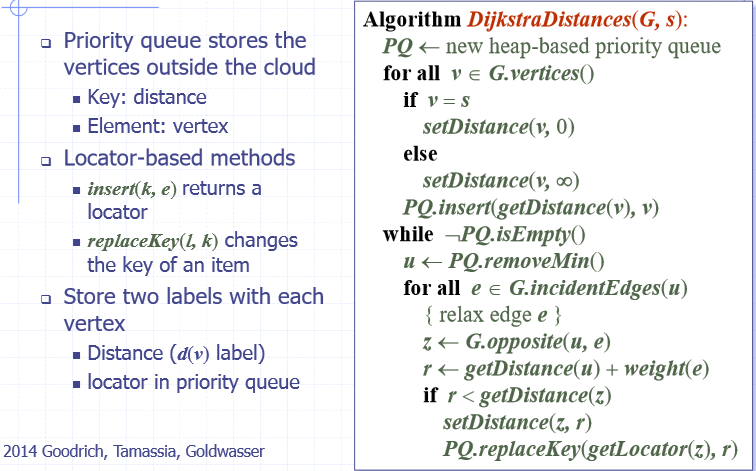 Priority queue stores the
vertices outside the cloud
Key: distance
Element: vertex
Locator-based methods
insert(k, e) returns a
locator
replaceKey(l, k) changes
the key of an item
Store two labels with each
vertex
Distance (d(v) label)
locator in priority queue
2014 Goodrich, Tamassia, Goldwasser
Algorithm DijkstraDistances(G, s):
PQ ← new heap-based priority queue
for all v ∈ G.vertices()
if v = s
setDistance(v, 0)
else
setDistance(v, ∞)
PQ.insert(getDistance(v), v)
while ¬PQ.isEmpty()
u ← PQ.removeMin()
for all e ∈ G.incidentEdges(u)
{ relax edge e }
z ← G.opposite(u, e)
r ← getDistance(u) + weight(e)
if r < getDistance(z)
setDistance(z, r)
PQ.replaceKey(getLocator(z), r)